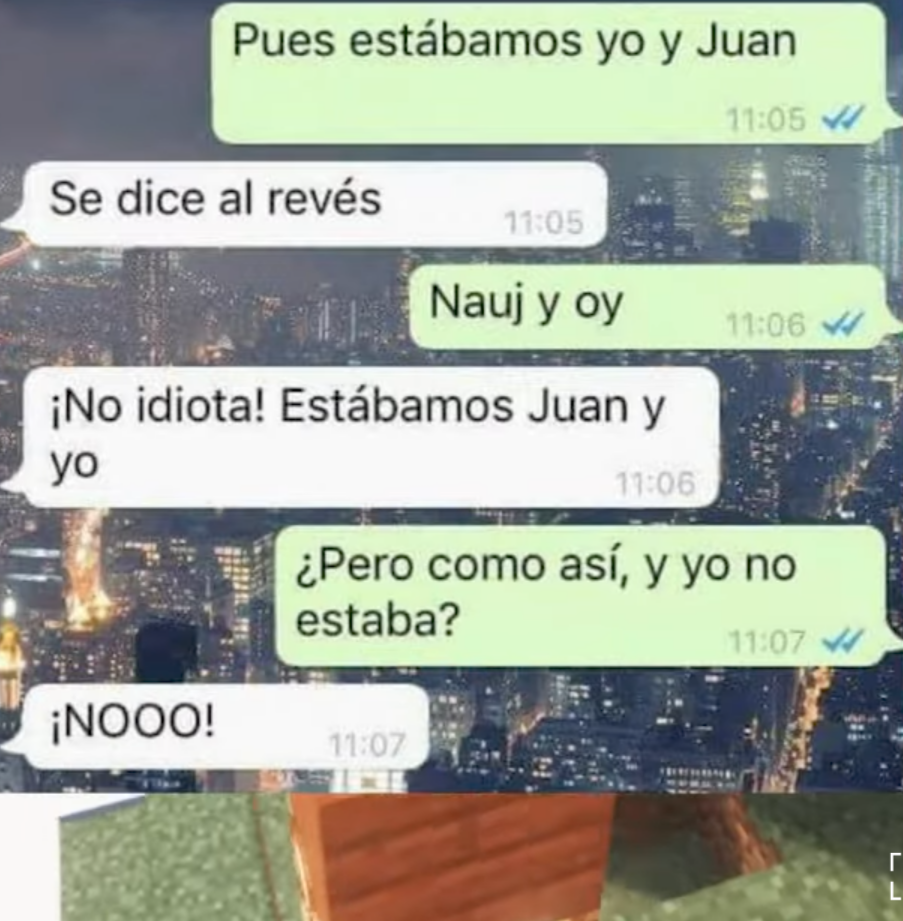 Pues estábamos yo y Juan
11:05
Se dice al revés
11:05
Nauj y oy
11:06
¡No idiota! Estábamos Juan y
yo
11:06
¿Pero como así, y yo no
estaba?
11:07
¡NOOO!
11:07